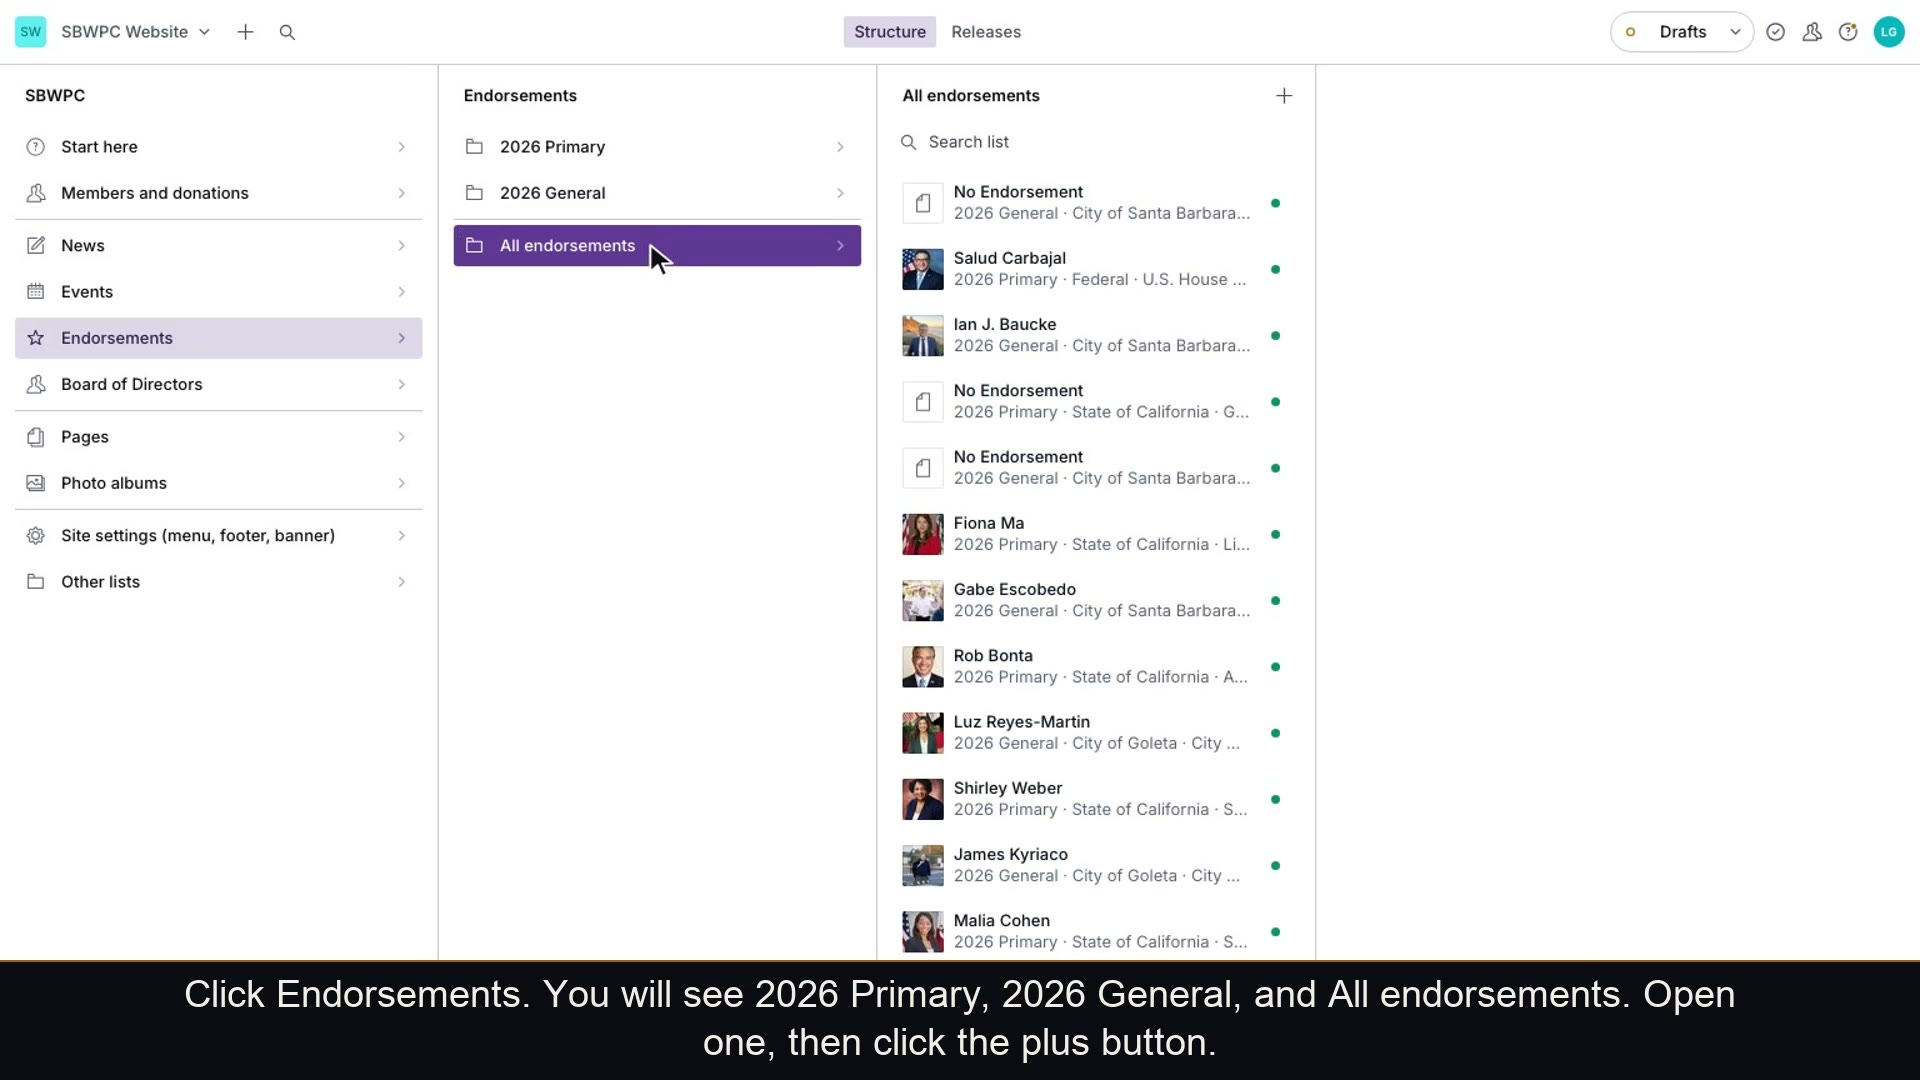 SW SBWPC Website
Structure Releases
Drafts
LG
SBWPC
Start here
Members and donations
News
Events
Endorsements
Board of Directors
Pages
Photo albums
Site settings (menu, footer, banner)
Other lists
Endorsements
2026 Primary
2026 General
All endorsements
All endorsements
Search list
No Endorsement
2026 General · City of Santa Barbara...
Salud Carbajal
2026 Primary · Federal · U.S. House ...
Ian J. Baucke
2026 General · City of Santa Barbara...
No Endorsement
2026 Primary · State of California · G...
No Endorsement
2026 General · City of Santa Barbara...
Fiona Ma
2026 Primary · State of California · Li...
Gabe Escobedo
2026 General · City of Santa Barbara...
Rob Bonta
2026 Primary · State of California · A...
Luz Reyes-Martin
2026 General · City of Goleta · City ...
Shirley Weber
2026 Primary · State of California · S...
James Kyriaco
2026 General · City of Goleta · City ...
Malia Cohen
2026 Primary · State of California · S...
Click Endorsements. You will see 2026 Primary, 2026 General, and All endorsements. Open
one, then click the plus button.